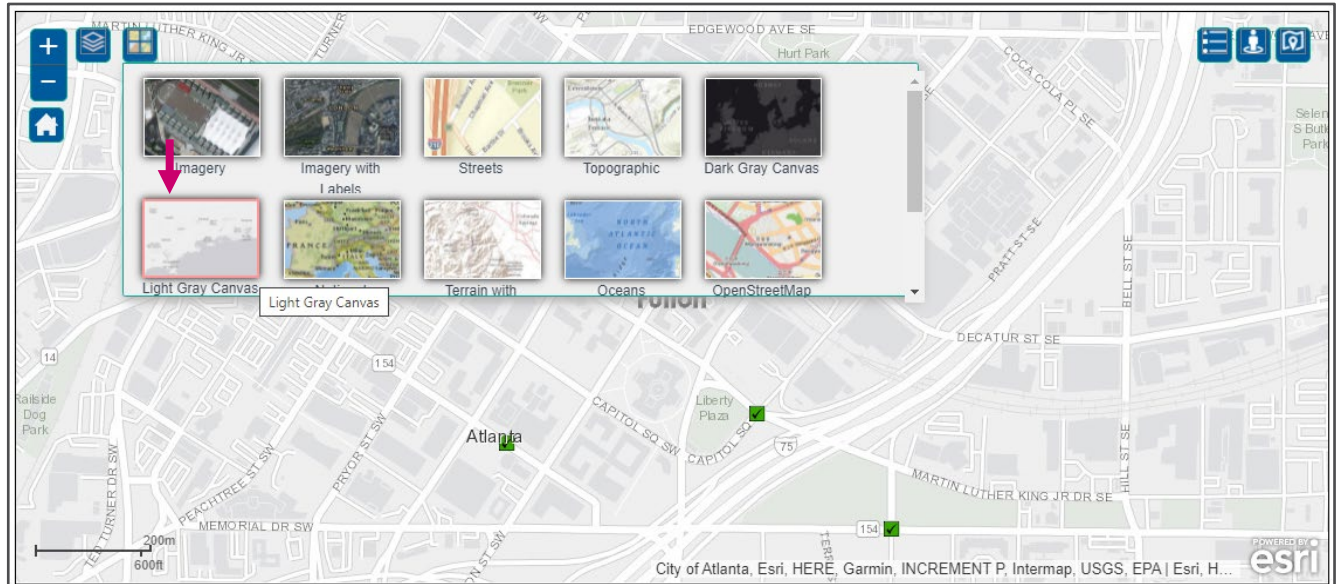 MARTIN LUTHER KING JR DR
TURNER
EDGEWOOD AVE SE
Hurt Park
COCA COLA PL SE
+
−
Imagery
Imagery with
Labels
Streets
Topographic
Dark Gray Canvas
Light Gray Canvas
Terrain with
Oceans
OpenStreetMap
Light Gray Canvas
Fulton
S Butler
Park
PRATT ST SE
BELL ST SE
DECATUR ST SE
14
154
Railside
Dog
Park
Liberty
Plaza
Atlanta
CAPITOL SQ SW
CAPITOL SQ
75
PRYOR ST SW
PEACHTREE ST SW
TED TURNER DR SW
HILL ST SE
MARTIN LUTHER KING JR DR SE
MEMORIAL DR SW
154
200m
600ft
City of Atlanta, Esri, HERE, Garmin, INCREMENT P, Intermap, USGS, EPA | Esri, H...
POWERED BY
esri